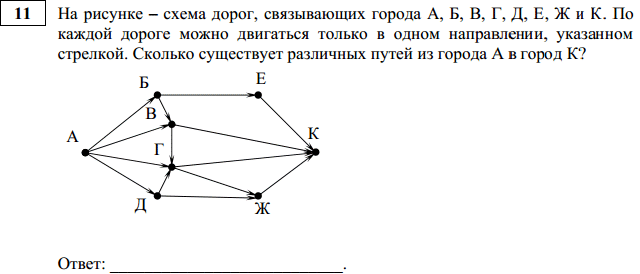 11
На рисунке – схема дорог, связывающих города А, Б, В, Г, Д, Е, Ж и К. По
каждой дороге можно двигаться только в одном направлении, указанном
стрелкой. Сколько существует различных путей из города А в город К?
Б
Е
В
А
К
Г
Д
Ж
Ответ: ___________________________.